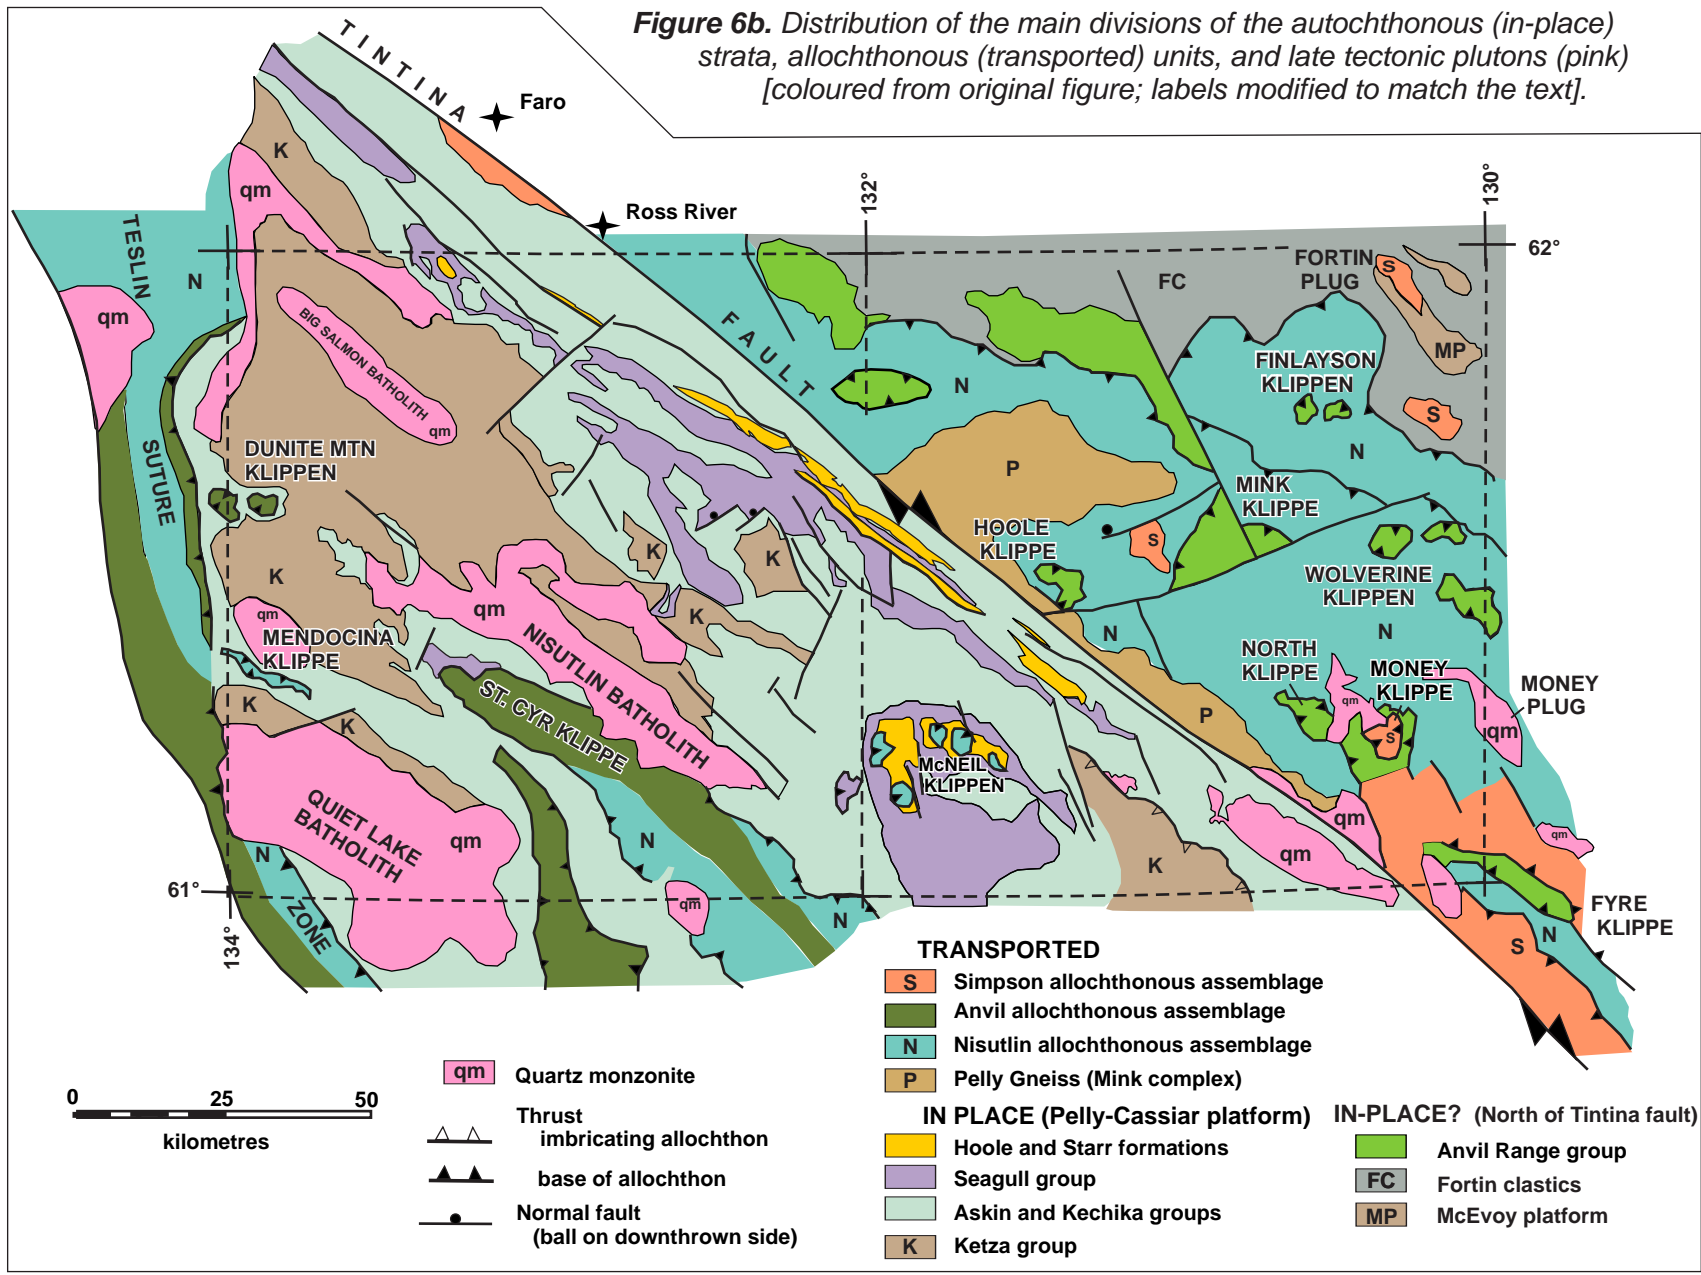 Figure 6b. Distribution of the main divisions of the autochthonous (in-place)
strata, allochthonous (transported) units, and late tectonic plutons (pink)
[coloured from original figure; labels modified to match the text].
TINTINA
Faro
K
qm
Ross River
132°
130°
62°
TESLIN
N
FORTIN
PLUG
S
FC
qm
BIG SALMON BATHOLITH
qm
FAULT
MP
FINLAYSON
KLIPPEN
N
S
DUNITE MTN
KLIPPEN
SUTURE
P
N
MINK
KLIPPE
HOOLE
KLIPPE
S
K
K
K
WOLVERINE
KLIPPEN
qm
qm
K
MENDOCINA
KLIPPE
NISUTLIN BATHOLITH
N
N
NORTH
KLIPPE
MONEY
KLIPPE
MONEY
PLUG
ST. CYR KLIPPE
K
K
P
qm
S
qm
McNEIL
KLIPPEN
QUIET LAKE
BATHOLITH
qm
N
qm
qm
N
qm
K
61°
ZONE
134°
qm
N
FYRE
KLIPPE
N
S
TRANSPORTED
S Simpson allochthonous assemblage
Anvil allochthonous assemblage
N Nisutlin allochthonous assemblage
P Pelly Gneiss (Mink complex)
IN PLACE (Pelly-Cassiar platform)
Hoole and Starr formations
Seagull group
Askin and Kechika groups
K Ketza group
IN-PLACE? (North of Tintina fault)
Anvil Range group
FC Fortin clastics
MP McEvoy platform
qm Quartz monzonite
Thrust
imbricating allochthon
base of allochthon
Normal fault
(ball on downthrown side)
0 25 50
kilometres